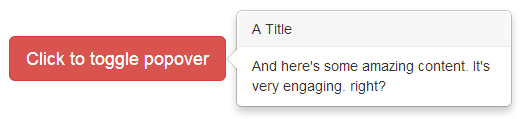 Click to toggle popover
A Title
And here's some amazing content. It's
very engaging. right?